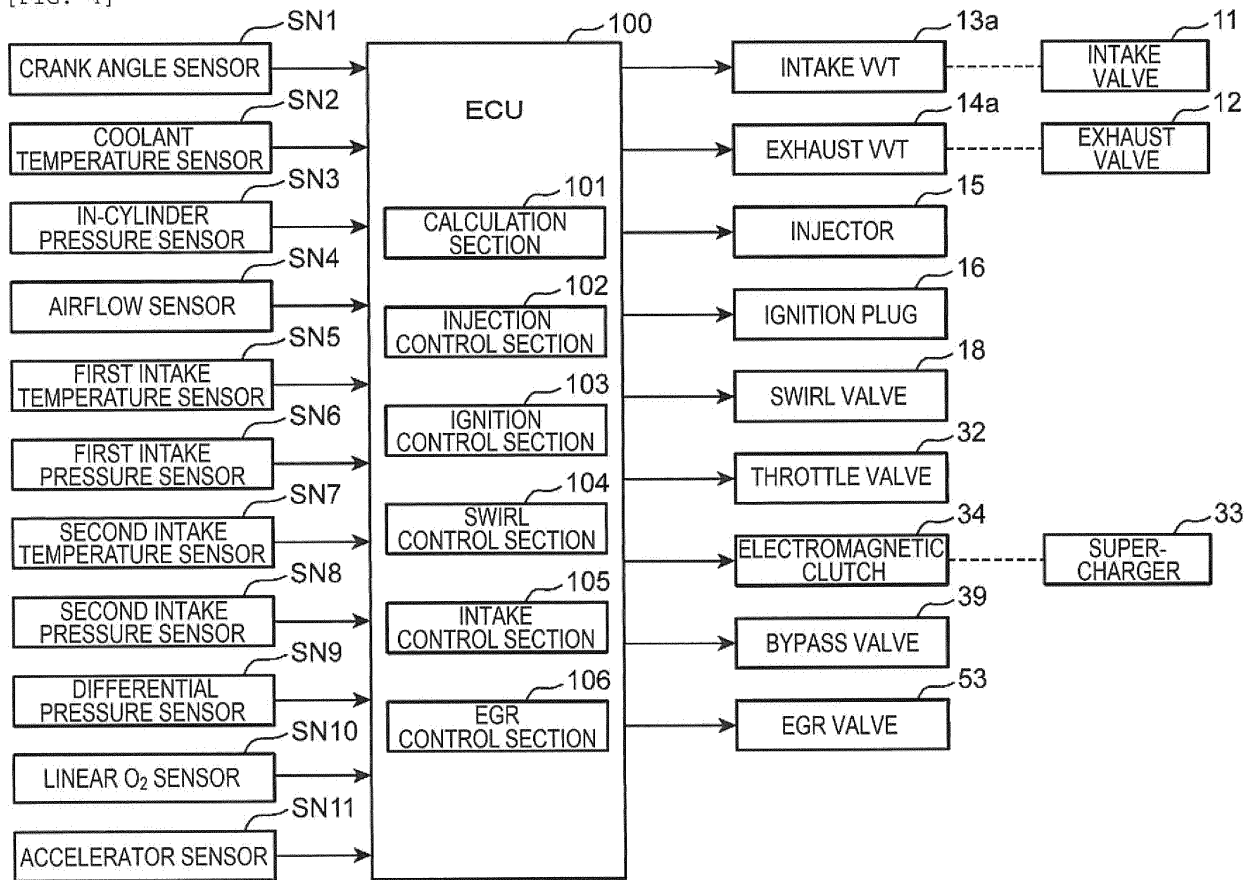 [FIG. 4]
SN1
CRANK ANGLE SENSOR
SN2
COOLANT
TEMPERATURE SENSOR
SN3
IN-CYLINDER
PRESSURE SENSOR
SN4
AIRFLOW SENSOR
SN5
FIRST INTAKE
TEMPERATURE SENSOR
SN6
FIRST INTAKE
PRESSURE SENSOR
SN7
SECOND INTAKE
TEMPERATURE SENSOR
SN8
SECOND INTAKE
PRESSURE SENSOR
SN9
DIFFERENTIAL
PRESSURE SENSOR
SN10
LINEAR O₂ SENSOR
SN11
ACCELERATOR SENSOR
100
ECU
101
CALCULATION
SECTION
102
INJECTION
CONTROL SECTION
103
IGNITION
CONTROL SECTION
104
SWIRL
CONTROL SECTION
105
INTAKE
CONTROL SECTION
106
EGR
CONTROL SECTION
13a
INTAKE VVT
11
INTAKE
VALVE
14a
EXHAUST VVT
12
EXHAUST
VALVE
15
INJECTOR
16
IGNITION PLUG
18
SWIRL VALVE
32
THROTTLE VALVE
34
ELECTROMAGNETIC
CLUTCH
33
SUPER-
CHARGER
39
BYPASS VALVE
53
EGR VALVE